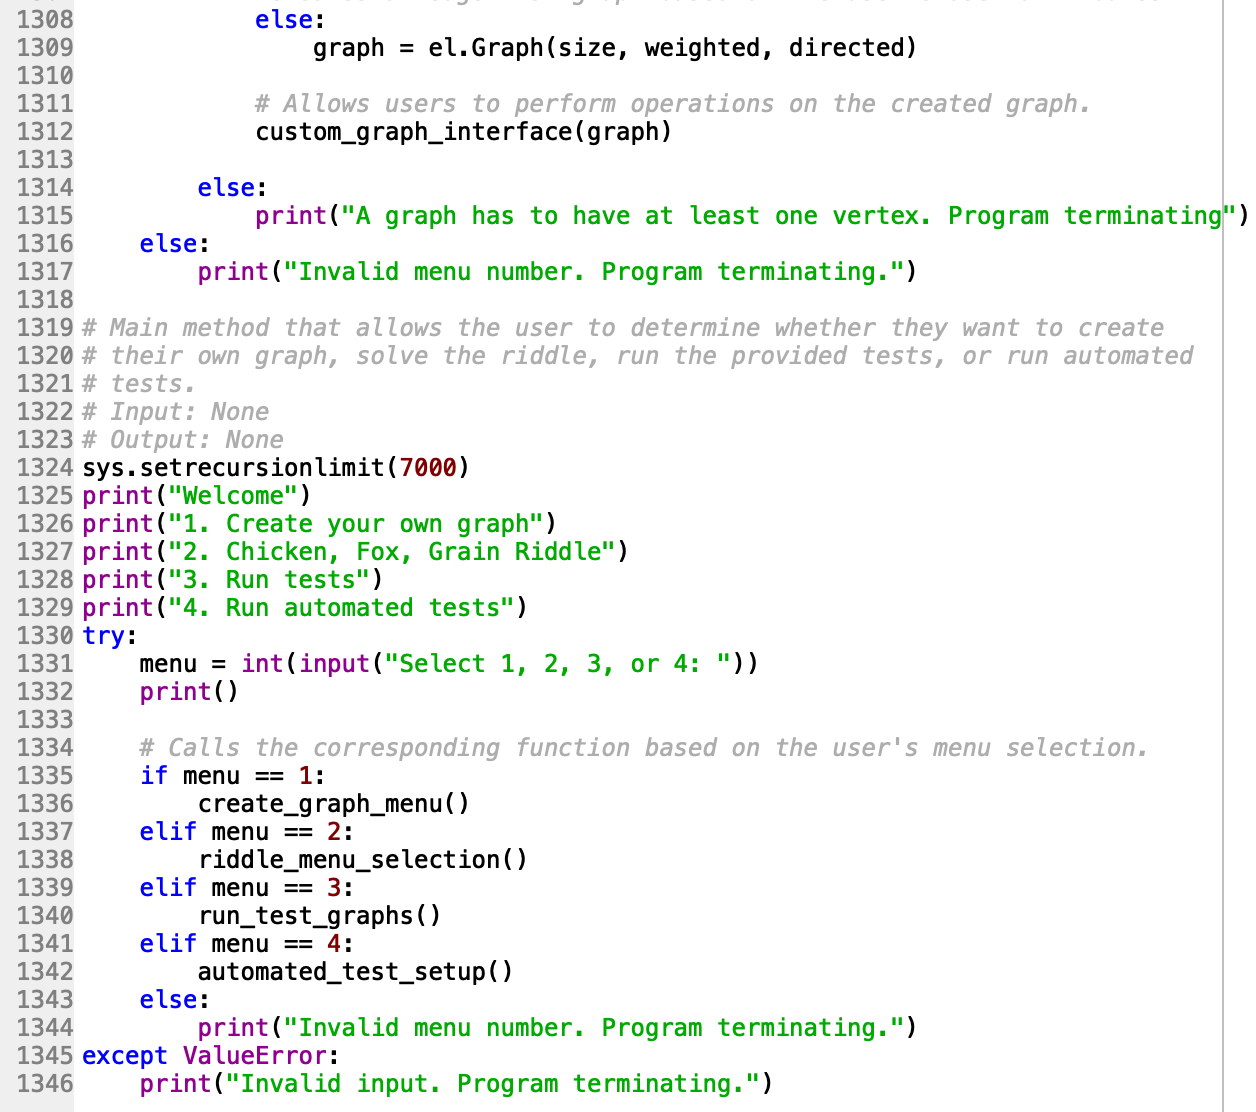 1308             else:
1309                 graph = el.Graph(size, weighted, directed)
1310
1311             # Allows users to perform operations on the created graph.
1312             custom_graph_interface(graph)
1313
1314         else:
1315             print("A graph has to have at least one vertex. Program terminating")
1316     else:
1317         print("Invalid menu number. Program terminating.")
1318
1319 # Main method that allows the user to determine whether they want to create
1320 # their own graph, solve the riddle, run the provided tests, or run automated
1321 # tests.
1322 # Input: None
1323 # Output: None
1324 sys.setrecursionlimit(7000)
1325 print("Welcome")
1326 print("1. Create your own graph")
1327 print("2. Chicken, Fox, Grain Riddle")
1328 print("3. Run tests")
1329 print("4. Run automated tests")
1330 try:
1331     menu = int(input("Select 1, 2, 3, or 4: "))
1332     print()
1333
1334     # Calls the corresponding function based on the user's menu selection.
1335     if menu == 1:
1336         create_graph_menu()
1337     elif menu == 2:
1338         riddle_menu_selection()
1339     elif menu == 3:
1340         run_test_graphs()
1341     elif menu == 4:
1342         automated_test_setup()
1343     else:
1344         print("Invalid menu number. Program terminating.")
1345 except ValueError:
1346     print("Invalid input. Program terminating.")